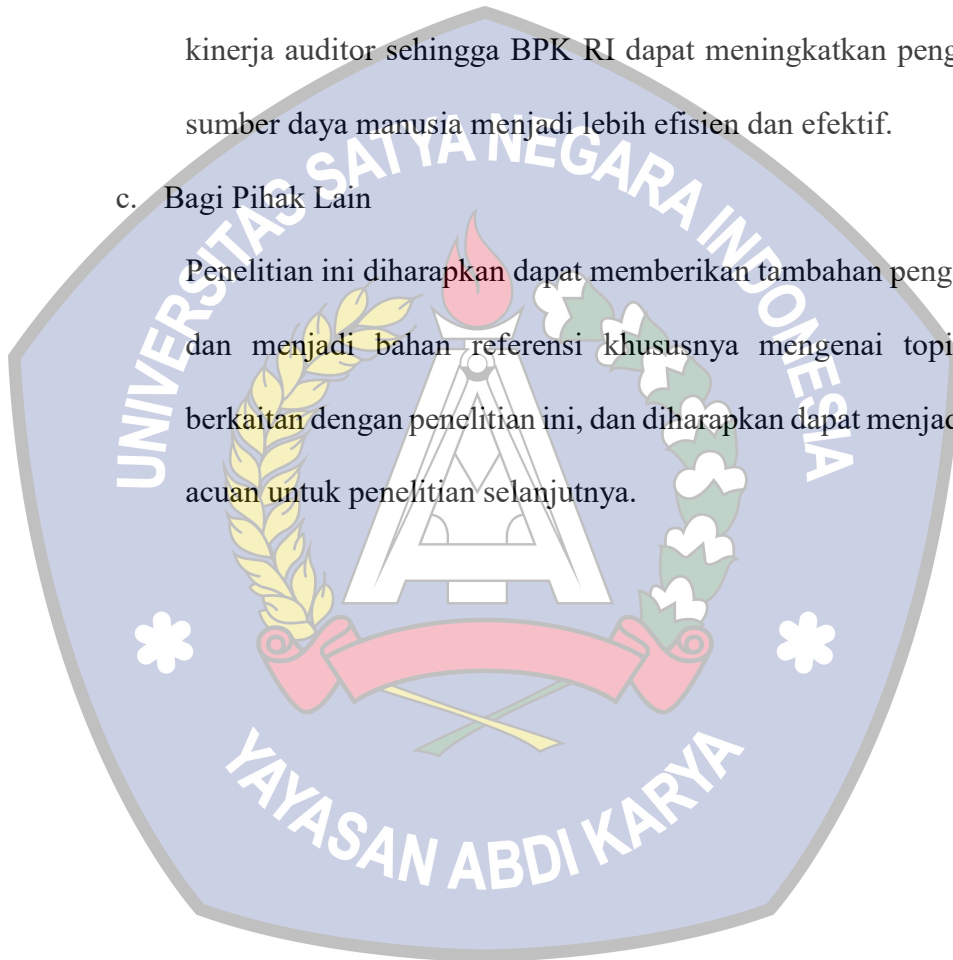 kinerja auditor sehingga BPK RI dapat meningkatkan peng
sumber daya manusia menjadi lebih efisien dan efektif.
c. Bagi Pihak Lain
Penelitian ini diharapkan dapat memberikan tambahan peng
dan menjadi bahan referensi khususnya mengenai topi
berkaitan dengan penelitian ini, dan diharapkan dapat menjad
acuan untuk penelitian selanjutnya.
UNIVERSITAS SATYA NEGARA INDONESIA
YAYASAN ABDI KARYA